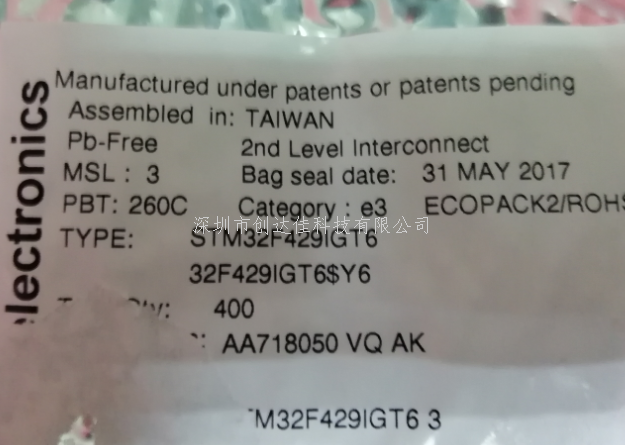 electronics
Manufactured under patents or patents pending
Assembled in: TAIWAN
Pb-Free 2nd Level Interconnect
MSL : 3 Bag seal date: 31 MAY 2017
PBT: 260C Category : e3 ECOPACK2/ROHS
深圳市创达佳科技有限公司
TYPE: STM32F429IGT6
32F429IGT6$Y6
400
AA718050 VQ AK
TM32F429IGT6 3